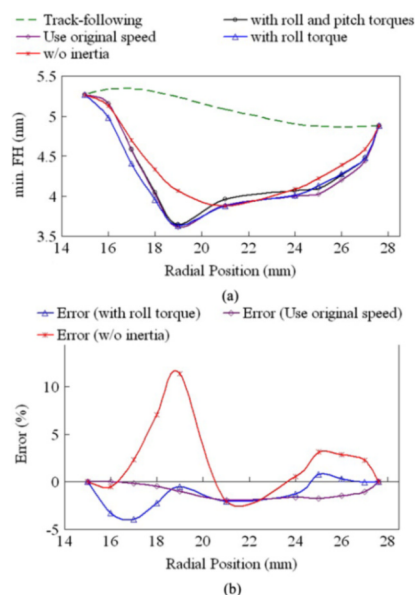 Track-following with roll and pitch torques
Use original speed with roll torque
w/o inertia
5.5
5
4.5
4
3.5
min. FH (nm)
14 16 18 20 22 24 26 28
Radial Position (mm)
(a)
Error (with roll torque) Error (Use original speed)
Error (w/o inertia)
10
5
0
-5
Error (%)
14 16 18 20 22 24 26 28
Radial Position (mm)
(b)